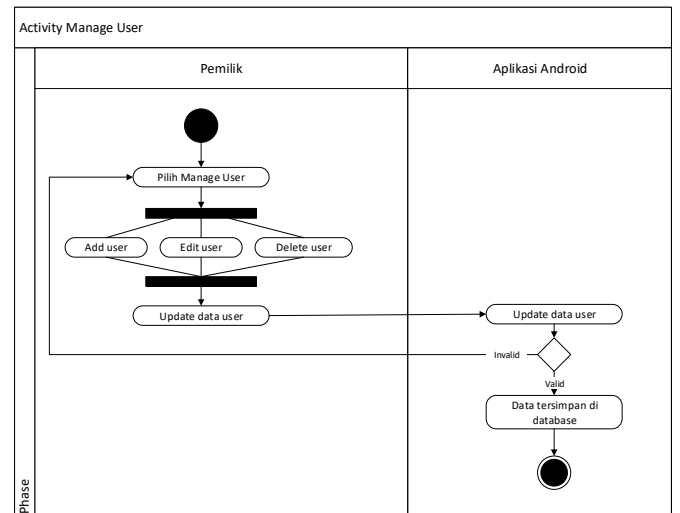 Activity Manage User
Pemilik
Aplikasi Android
Pilih Manage User
Add user
Edit user
Delete user
Update data user
Update data user
Invalid
Valid
Data tersimpan di
database
Phase